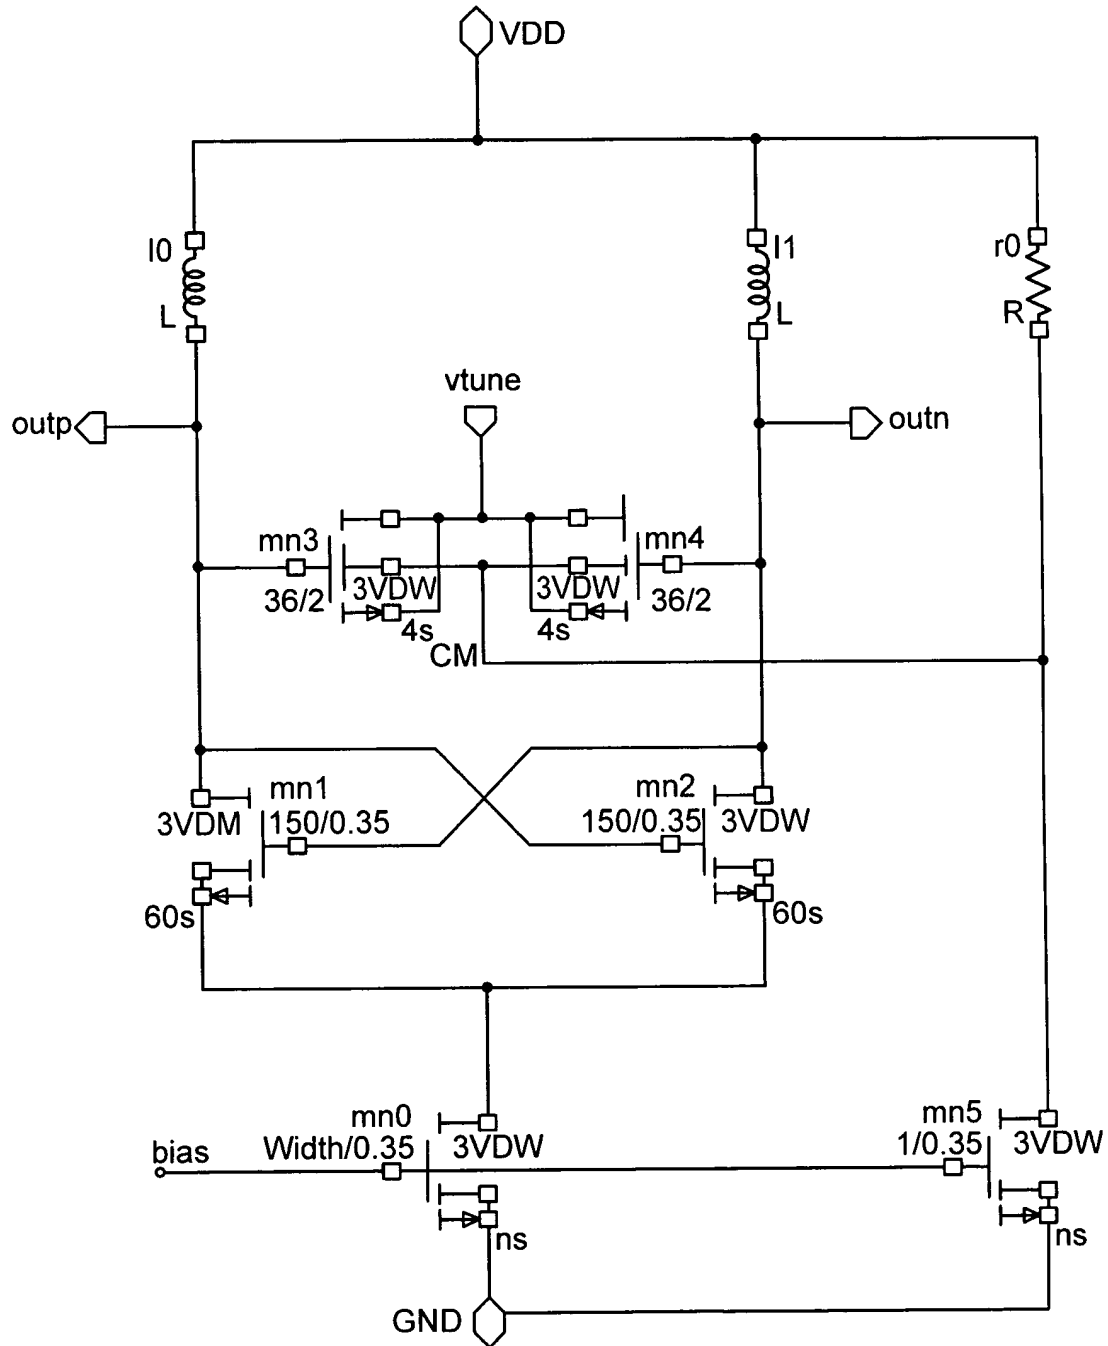 VDD
l0
L
l1
L
r0
R
vtune
outp
outn
mn3
36/2
3VDW
4s
3VDW
4s
mn4
36/2
CM
mn1
150/0.35
3VDM
60s
mn2
150/0.35
3VDW
60s
bias
mn0
Width/0.35
3VDW
ns
mn5
1/0.35
3VDW
ns
GND